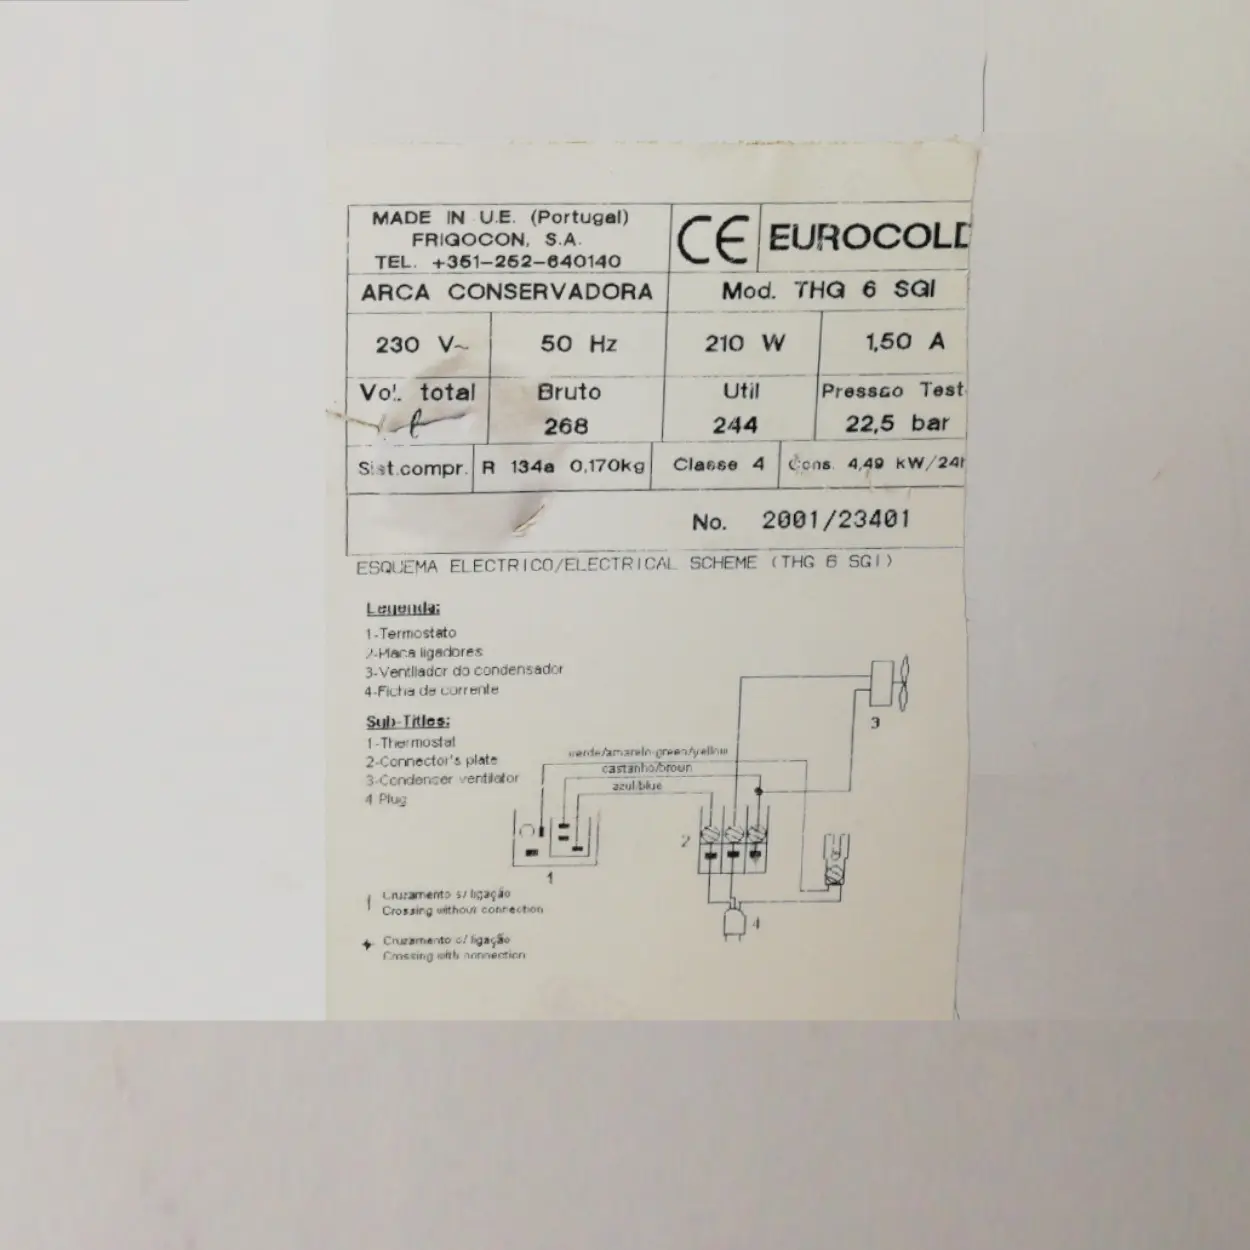 MADE IN U.E. (Portugal)
FRIGOCON, S.A.
TEL. +351-252-640140
CE EUROCOLD
ARCA CONSERVADORA
Mod. THG 6 SGI
230 V~ 50 Hz 210 W 1,50 A
Vol. total Bruto Util Pressao Test
268 244 22,5 bar
Sist.compr. R 134a 0,170kg Classe 4 Cons. 4,49 kW/24h
No. 2001/23401
ESQUEMA ELECTRICO/ELECTRICAL SCHEME (THG 6 SGI)
Legenda:
1-Termostato
2-Placa ligadores
3-Ventilador do condensador
4-Ficha de corrente
Sub-Titles:
1-Thermostat
2-Connector's plate
3-Condenser ventilator
4 Plug
verde/amarelo-green/yellow
castanho/broun
azul/blue
3
2
1
4
Cruzamento s/ ligação
Crossing without connection
Cruzamento c/ ligação
Crossing with connection